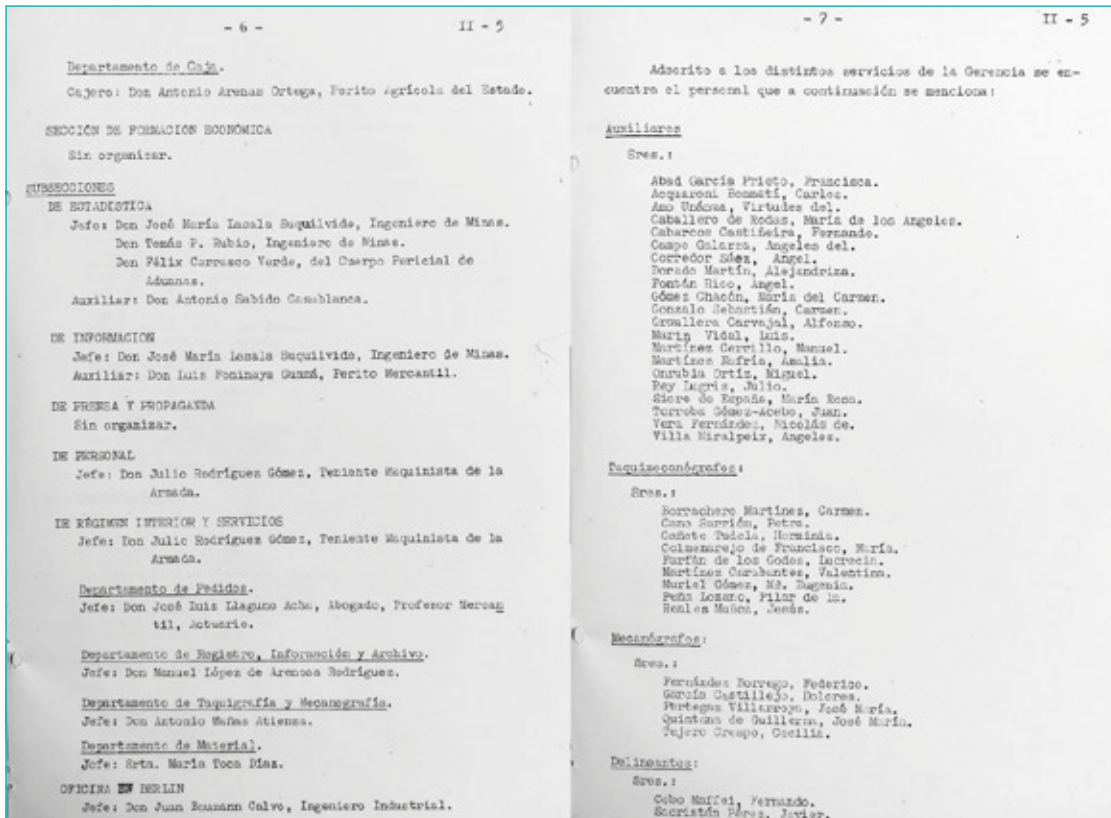 - 6 -
II - 5
Departamento de Caja.
Cajero: Don Antonio Arenas Ortega, Perito Agrícola del Estado.
SECCIÓN DE FORMACION ECONÓMICA
Sin organizar.
SUBSECCIONES
DE ESTADISTICA
Jefe: Don José María Lasala Suquilvide, Ingeniero de Minas.
Don Tomás P. Rubio, Ingeniero de Minas.
Don Félix Carrasco Verde, del Cuerpo Pericial de
Aduanas.
Auxiliar: Don Antonio Sabido Casablanca.
DE INFORMACION
Jefe: Don José María Lasala Suquilvide, Ingeniero de Minas.
Auxiliar: Don Luis Foninaya Gunmá, Perito Mercantil.
DE PRENSA Y PROPAGANDA
Sin organizar.
DE PERSONAL
Jefe: Don Julio Rodríguez Gómez, Teniente Maquinista de la
Armada.
DE RÉGIMEN INTERIOR Y SERVICIOS
Jefe: Don Julio Rodríguez Gómez, Teniente Maquinista de la
Armada.
Departamento de Pedidos.
Jefe: Don José Luis Llaguno Acha, Abogado, Profesor Mercan
til, Actuario.
Departamento de Registro, Información y Archivo.
Jefe: Don Manuel López de Arenosa Rodríguez.
Departamento de Taquigrafía y Mecanografía.
Jefe: Don Antonio Mañas Atienza.
Departamento de Material.
Jefe: Srta. María Toca Díaz.
OFICINA EN BERLIN
Jefe: Don Juan Baumann Calvo, Ingeniero Industrial.
- 7 -
II - 5
Adscrito a los distintos servicios de la Gerencia se en-
cuentra el personal que a continuación se menciona:
Auxiliares
Sres.:
Abad García Prieto, Francisca.
Acquaroni Bonmatí, Carlos.
Amo Unánua, Virtudes del.
Caballero de Rodas, María de los Angeles.
Cabarcos Castiñeira, Fernando.
Campo Galarza, Angeles del.
Corredor Sáez, Angel.
Dorado Martín, Alejandrina.
Fontán Rico, Angel.
Gómez Chacón, María del Carmen.
Gonzalo Sebastián, Carmen.
Gruallera Carvajal, Alfonso.
Marin Vidal, Luis.
Martínez Cerrillo, Manuel.
Martínez Nafría, Amalia.
Onrubia Ortíz, Miguel.
Rey Lagris, Julio.
Siore de España, María Rosa.
Torroba Gómez-Acebo, Juan.
Vera Fernández, Nicolás de.
Villa Miralpeix, Angeles.
Taquimecanógrafos:
Sres.:
Borrachero Martínez, Carmen.
Cano Sarrión, Petra.
Cañete Tudela, Herminia.
Colmenarejo de Francisco, María.
Farfán de los Godos, Lucrecia.
Martínez Carabantes, Valentina.
Muriel Gómez, Mª Eugenia.
Peña Lozano, Pilar de la.
Reales Muñoz, Jesús.
Mecanógrafos:
Sres.:
Fernández Borrego, Federico.
García Castillejo, Dolores.
Portegas Villarroya, José María.
Quintana de Guillerna, José María.
Tejero Crespo, Cecilia.
Delineantes:
Sres.:
Cobo Maffei, Fernando.
Sacristán Pérez, Javier.